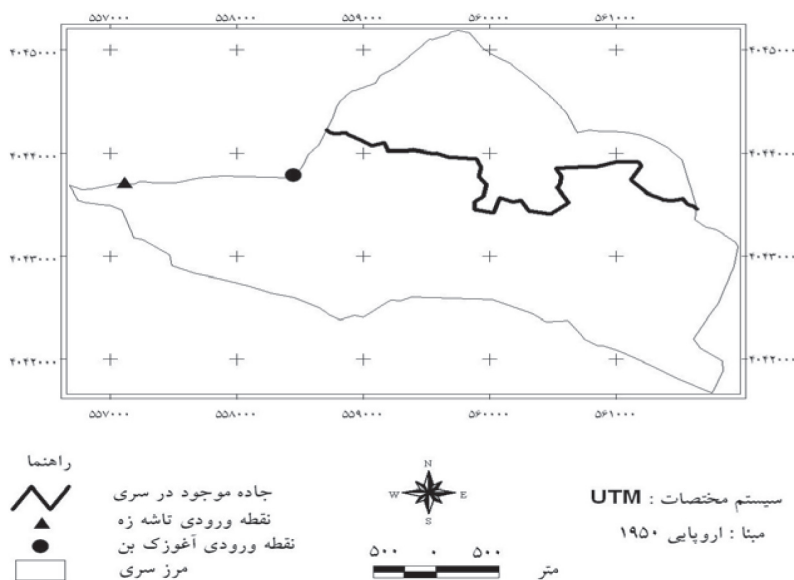 ۵۵۷۰۰۰ ۵۵۸۰۰۰ ۵۵۹۰۰۰ ۵۶۰۰۰۰ ۵۶۱۰۰۰
۴۰۴۵۰۰۰ ۴۰۴۵۰۰۰
۴۰۴۴۰۰۰ ۴۰۴۴۰۰۰
۴۰۴۳۰۰۰ ۴۰۴۳۰۰۰
۴۰۴۲۰۰۰ ۴۰۴۲۰۰۰
۵۵۷۰۰۰ ۵۵۸۰۰۰ ۵۵۹۰۰۰ ۵۶۰۰۰۰ ۵۶۱۰۰۰
راهنما
جاده موجود در سری
نقطه ورودی تاشه زه
نقطه ورودی آغوزک بن
مرز سری
N
W E
S
۵۰۰ ۰ ۵۰۰
متر
سیستم مختصات : UTM
مبنا : اروپایی ۱۹۵۰